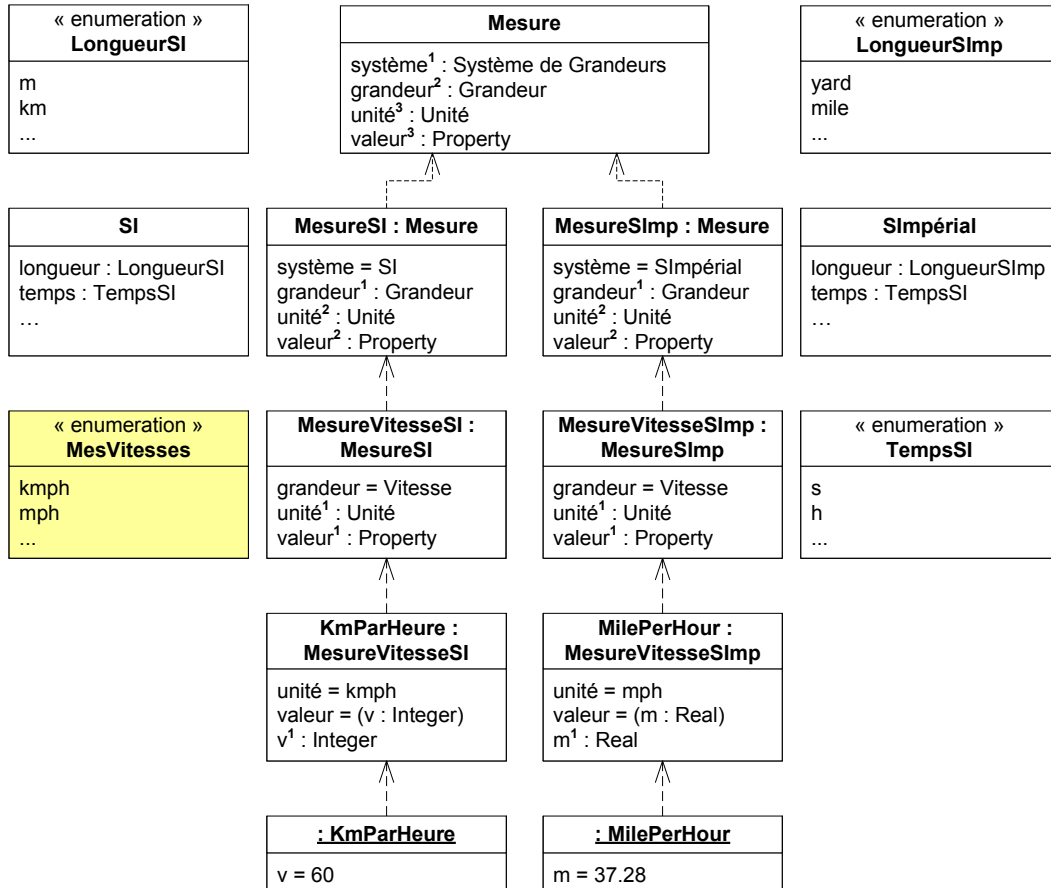 « enumeration »
LongueurSI
m
km
...
Mesure
système¹ : Système de Grandeurs
grandeur² : Grandeur
unité³ : Unité
valeur³ : Property
« enumeration »
LongueurSImp
yard
mile
...
SI
longueur : LongueurSI
temps : TempsSI
...
MesureSI : Mesure
système = SI
grandeur¹ : Grandeur
unité² : Unité
valeur² : Property
MesureSImp : Mesure
système = SImpérial
grandeur¹ : Grandeur
unité² : Unité
valeur² : Property
SImpérial
longueur : LongueurSImp
temps : TempsSI
...
« enumeration »
MesVitesses
kmph
mph
...
MesureVitesseSI :
MesureSI
grandeur = Vitesse
unité¹ : Unité
valeur¹ : Property
MesureVitesseSImp :
MesureSImp
grandeur = Vitesse
unité¹ : Unité
valeur¹ : Property
« enumeration »
TempsSI
s
h
...
KmParHeure :
MesureVitesseSI
unité = kmph
valeur = (v : Integer)
v¹ : Integer
MilePerHour :
MesureVitesseSImp
unité = mph
valeur = (m : Real)
m¹ : Real
: KmParHeure
v = 60
: MilePerHour
m = 37.28